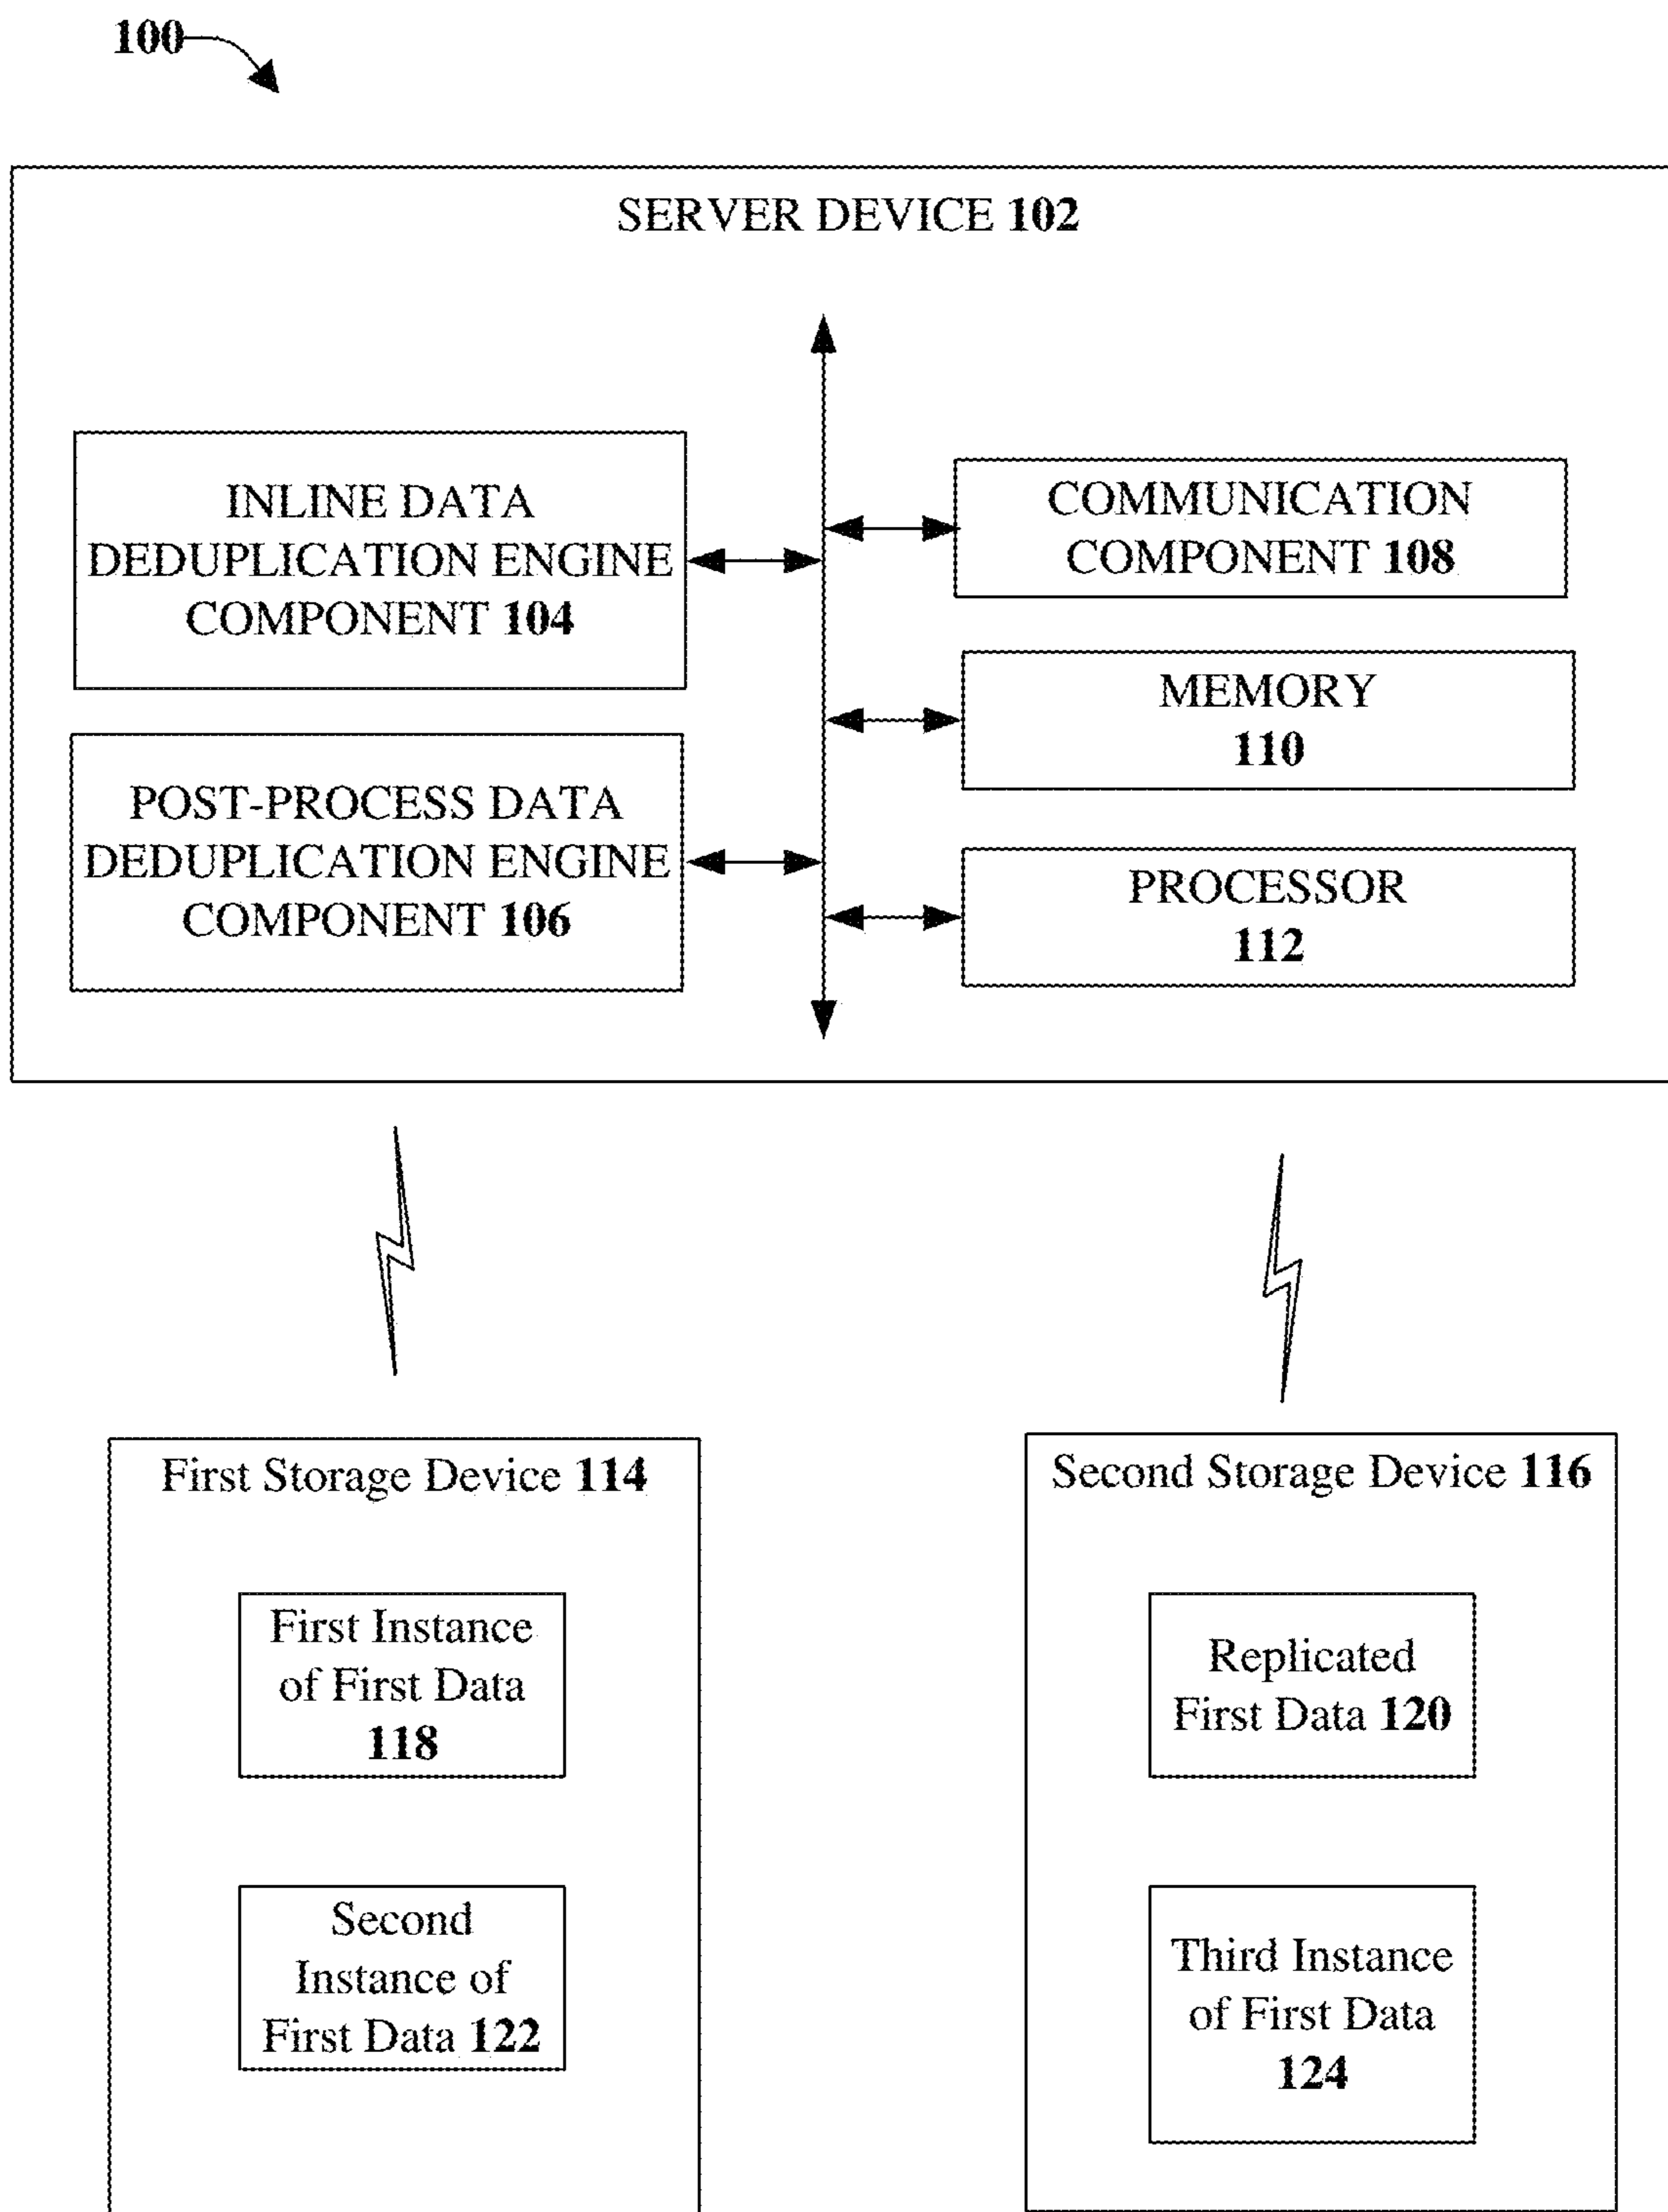 100
SERVER DEVICE 102
INLINE DATA
DEDUPLICATION ENGINE
COMPONENT 104
COMMUNICATION
COMPONENT 108
MEMORY
110
POST-PROCESS DATA
DEDUPLICATION ENGINE
COMPONENT 106
PROCESSOR
112
First Storage Device 114
First Instance
of First Data
118
Second
Instance of
First Data 122
Second Storage Device 116
Replicated
First Data 120
Third Instance
of First Data
124